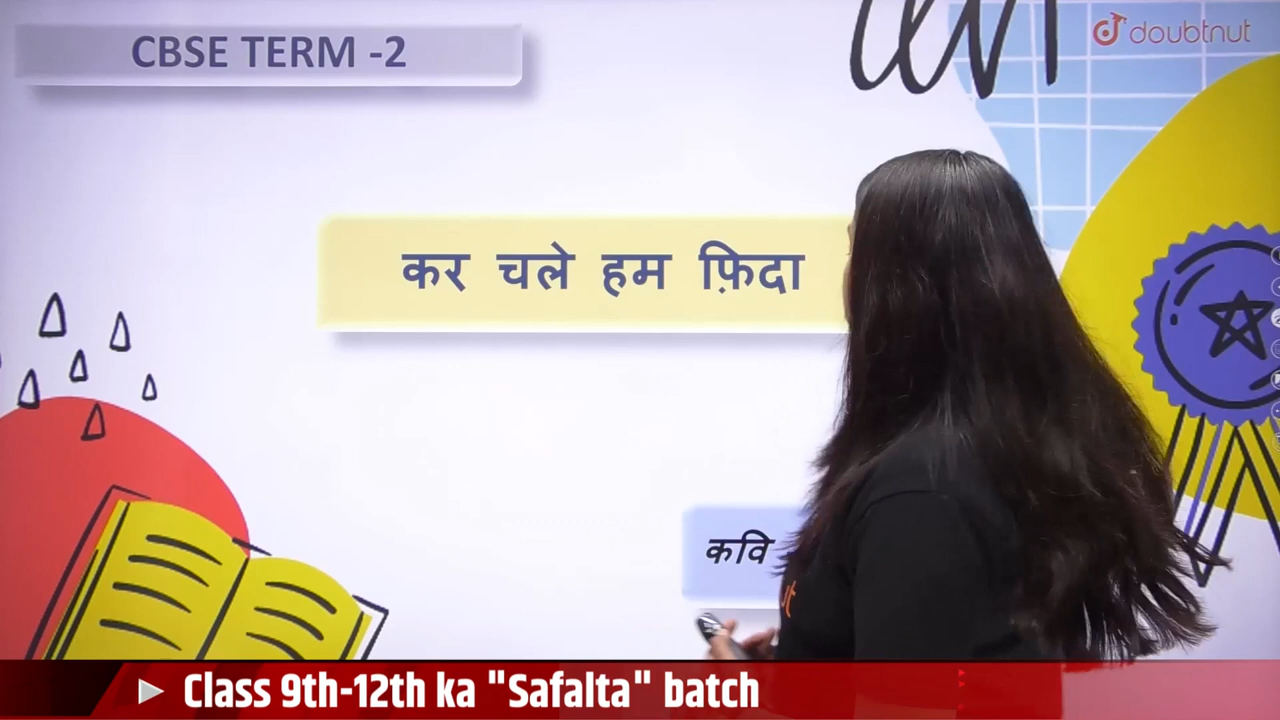 CBSE TERM -2
doubtnut
कर चले हम फ़िदा
कवि
Class 9th-12th ka "Safalta" batch